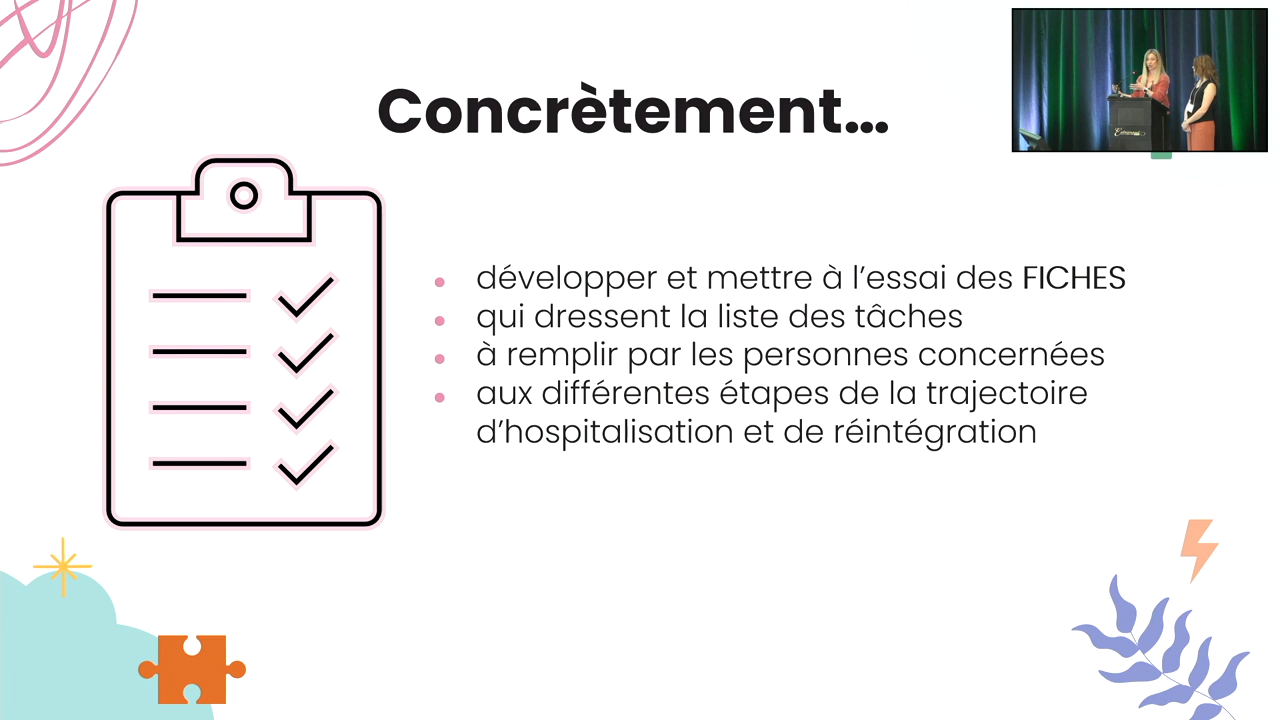 Concrètement...
développer et mettre à l’essai des FICHES
qui dressent la liste des tâches
à remplir par les personnes concernées
aux différentes étapes de la trajectoire
d’hospitalisation et de réintégration